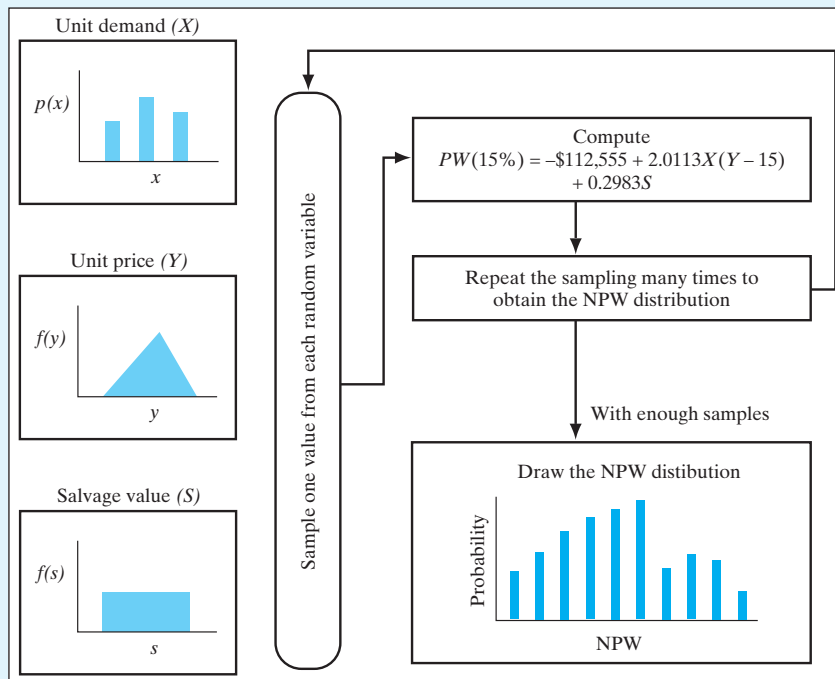 Unit demand (X)
p(x)
x
Unit price (Y)
f(y)
y
Salvage value (S)
f(s)
s
Sample one value from each random variable
Compute
PW(15%) = –$112,555 + 2.0113X(Y – 15)
+ 0.2983S
Repeat the sampling many times to
obtain the NPW distribution
With enough samples
Draw the NPW distibution
Probability
NPW